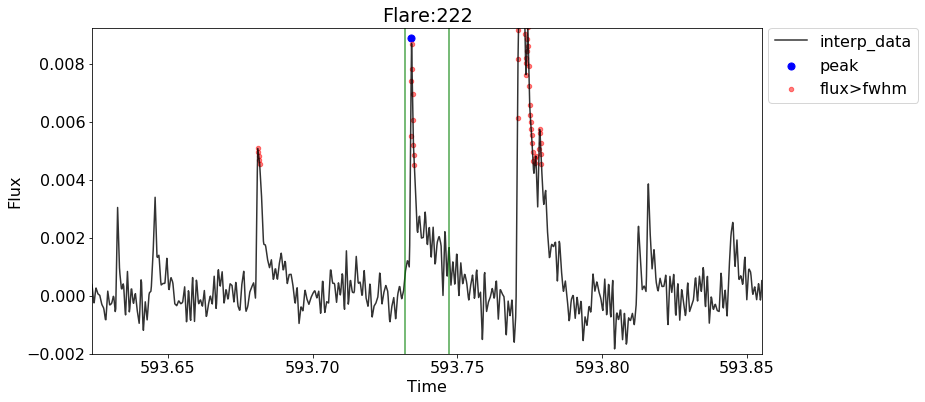 Flare:222
interp_data
peak
flux>fwhm
Flux
0.008
0.006
0.004
0.002
0.000
−0.002
593.65
593.70
593.75
593.80
593.85
Time